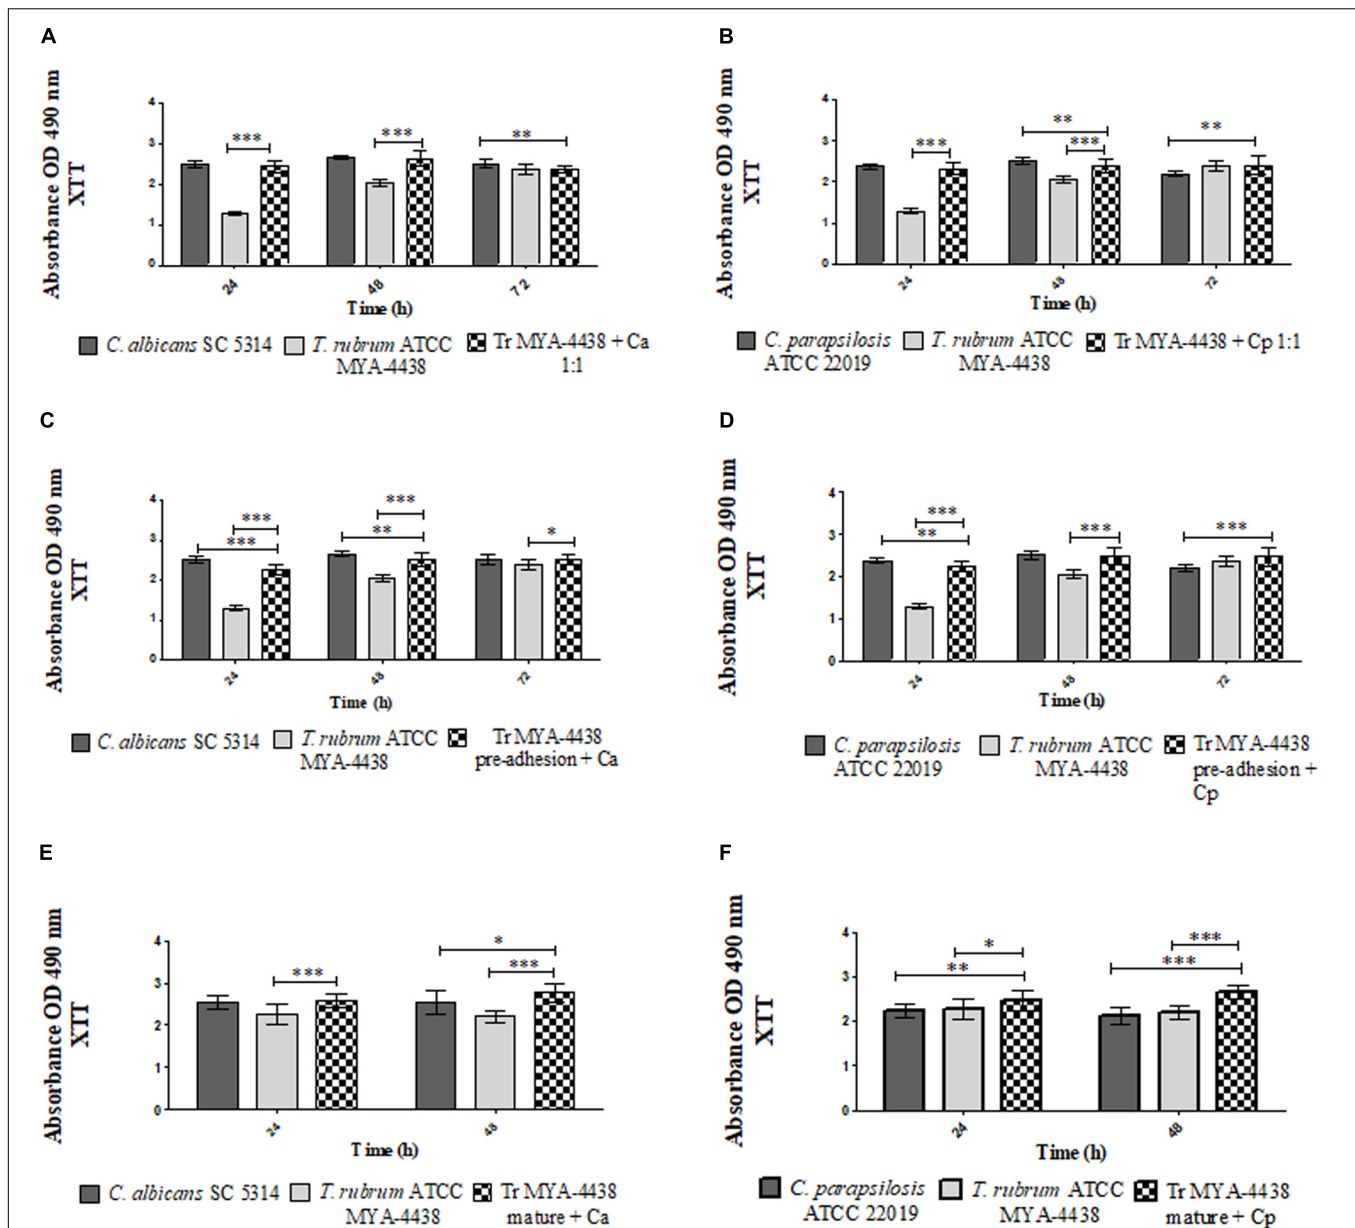 A
Absorbance OD 490 nm
XTT
4
3
2
1
0
***
***
**
24
48
72
Time (h)
C. albicans SC 5314
T. rubrum ATCC
MYA-4438
Tr MYA-4438 + Ca
1:1
B
Absorbance OD 490 nm
XTT
4
3
2
1
0
***
**
***
**
24
48
72
Time (h)
C. parapsilosis
ATCC 22019
T. rubrum ATCC
MYA-4438
Tr MYA-4438 + Cp 1:1
C
Absorbance OD 490 nm
XTT
4
3
2
1
0
***
***
***
**
*
24
48
72
Time (h)
C. albicans SC 5314
T. rubrum ATCC
MYA-4438
Tr MYA-4438
pre-adhesion + Ca
D
Absorbance OD 490 nm
XTT
4
3
2
1
0
***
**
***
***
24
48
72
Time (h)
C. parapsilosis
ATCC 22019
T. rubrum ATCC
MYA-4438
Tr MYA-4438
pre-adhesion +
Cp
E
Absorbance OD 490 nm
XTT
4
3
2
1
0
***
*
***
24
48
Time (h)
C. albicans SC 5314
T. rubrum ATCC
MYA-4438
Tr MYA-4438
mature + Ca
F
Absorbance OD 490 nm
XTT
4
3
2
1
0
*
**
***
***
24
48
Time (h)
C. parapsilosis
ATCC 22019
T. rubrum ATCC
MYA-4438
Tr MYA-4438
mature + Cp